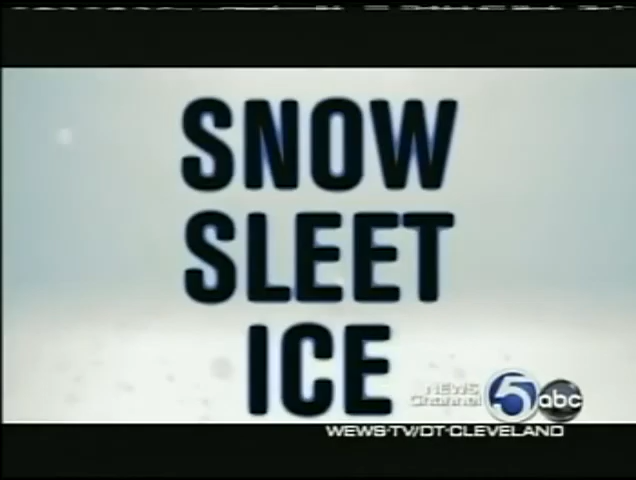 SNOW
SLEET
ICE
NEWS
Channel
5
abc
WEWS-TV/DT-CLEVELAND